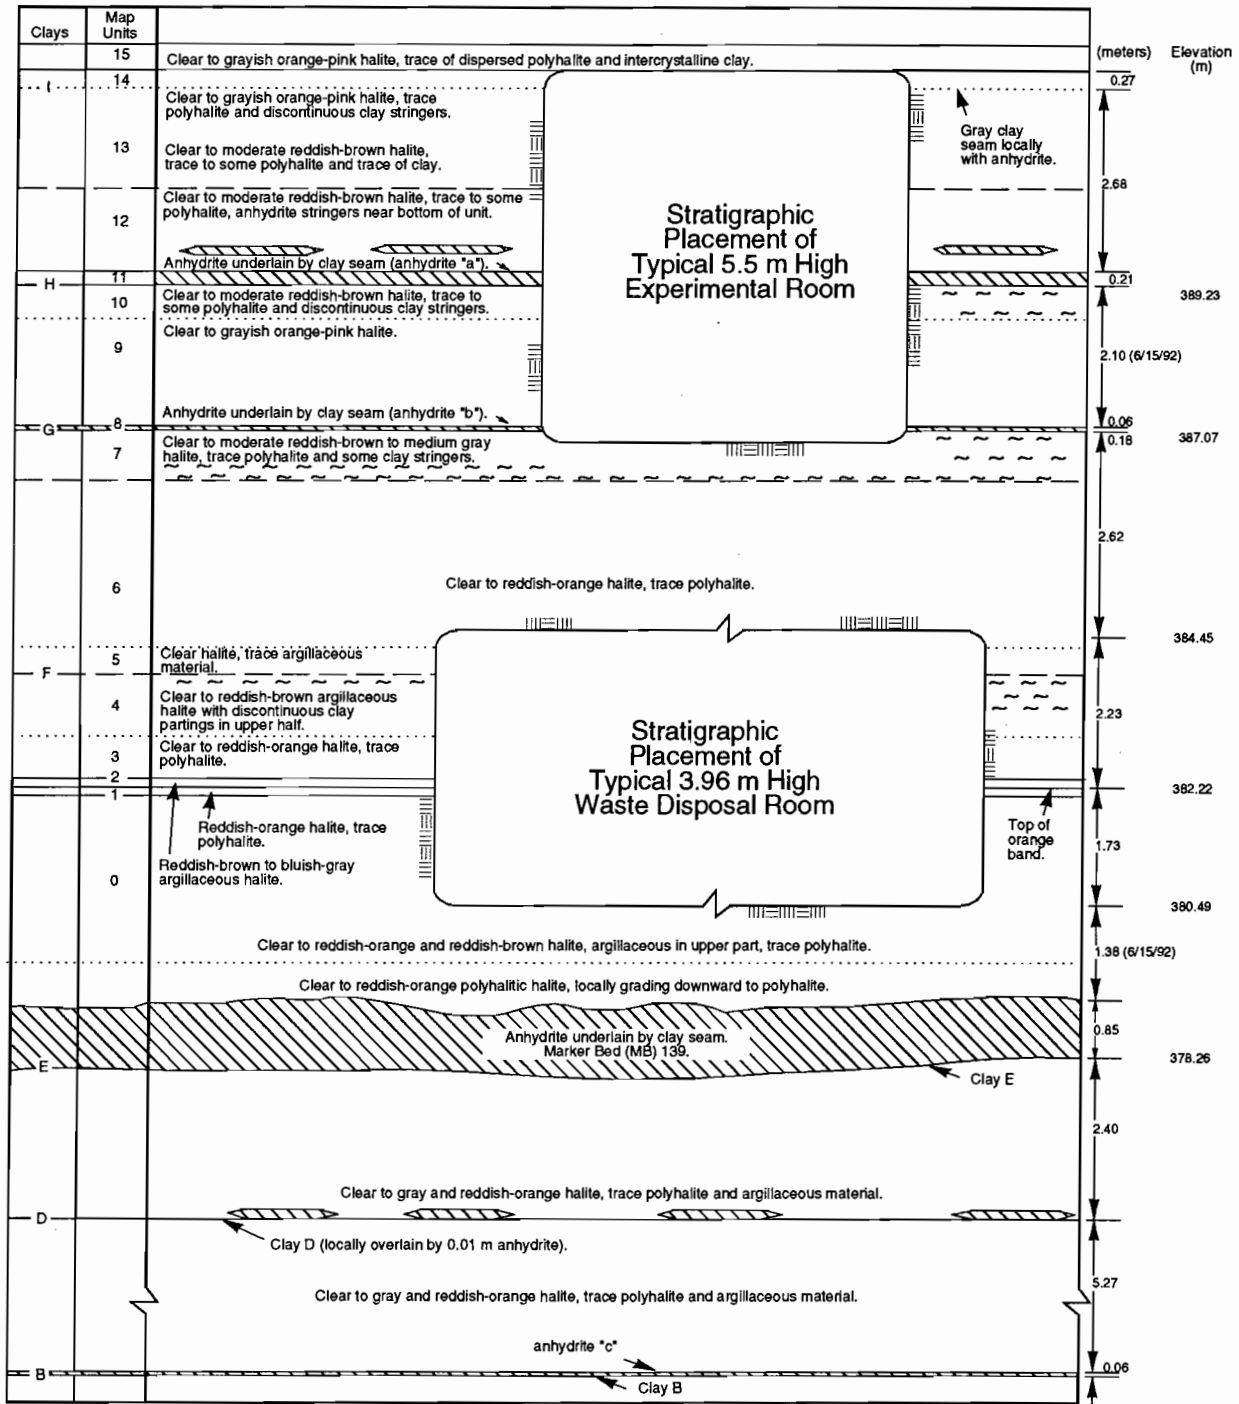 Clays
Map
Units
(meters)
Elevation
(m)
15
Clear to grayish orange-pink halite, trace of dispersed polyhalite and intercrystalline clay.
14
0.27
I
Clear to grayish orange-pink halite, trace
polyhalite and discontinuous clay stringers.
Gray clay
seam locally
with anhydrite.
13
Clear to moderate reddish-brown halite,
trace to some polyhalite and trace of clay.
2.68
12
Clear to moderate reddish-brown halite, trace to some
polyhalite, anhydrite stringers near bottom of unit.
Stratigraphic
Placement of
Typical 5.5 m High
Experimental Room
Anhydrite underlain by clay seam (anhydrite "a").
11
0.21
H
389.23
10
Clear to moderate reddish-brown halite, trace to
some polyhalite and discontinuous clay stringers.
Clear to grayish orange-pink halite.
9
2.10 (6/15/92)
Anhydrite underlain by clay seam (anhydrite "b").
8
0.06
G
0.18
387.07
7
Clear to moderate reddish-brown to medium gray
halite, trace polyhalite and some clay stringers.
2.62
6
Clear to reddish-orange halite, trace polyhalite.
384.45
5
Clear halite, trace argillaceous
material.
F
4
Clear to reddish-brown argillaceous
halite with discontinuous clay
partings in upper half.
2.23
3
Clear to reddish-orange halite, trace
polyhalite.
Stratigraphic
Placement of
Typical 3.96 m High
Waste Disposal Room
2
1
382.22
Reddish-orange halite, trace
polyhalite.
Top of
orange
band.
1.73
Reddish-brown to bluish-gray
argillaceous halite.
0
380.49
Clear to reddish-orange and reddish-brown halite, argillaceous in upper part, trace polyhalite.
1.38 (6/15/92)
Clear to reddish-orange polyhalitic halite, locally grading downward to polyhalite.
Anhydrite underlain by clay seam.
Marker Bed (MB) 139.
0.85
378.26
E
Clay E
2.40
Clear to gray and reddish-orange halite, trace polyhalite and argillaceous material.
D
Clay D (locally overlain by 0.01 m anhydrite).
5.27
Clear to gray and reddish-orange halite, trace polyhalite and argillaceous material.
anhydrite "c"
0.06
B
Clay B